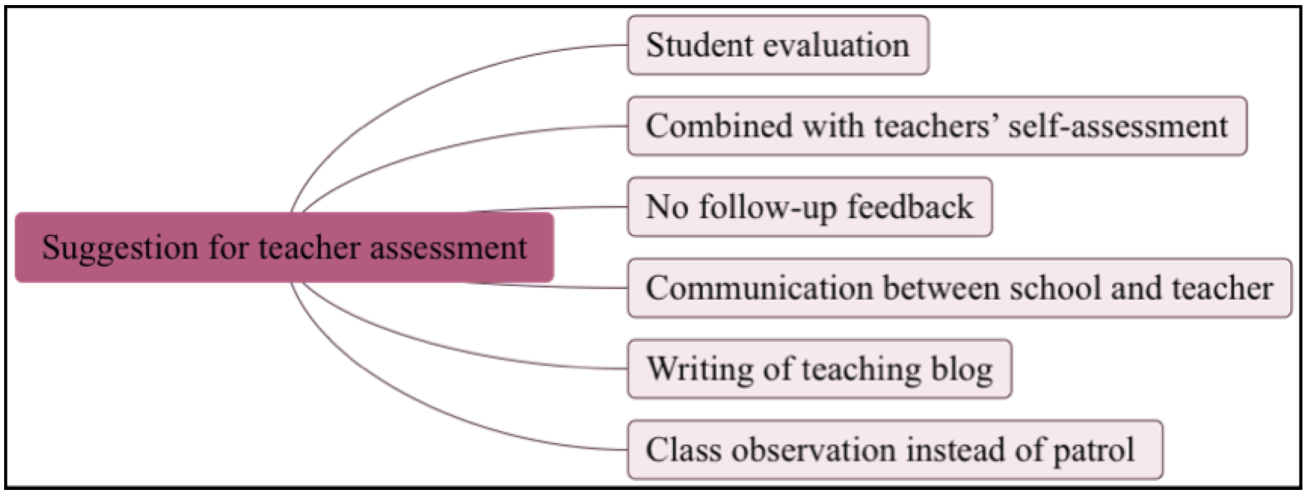 Student evaluation
Combined with teachers’ self-assessment
No follow-up feedback
Suggestion for teacher assessment
Communication between school and teacher
Writing of teaching blog
Class observation instead of patrol